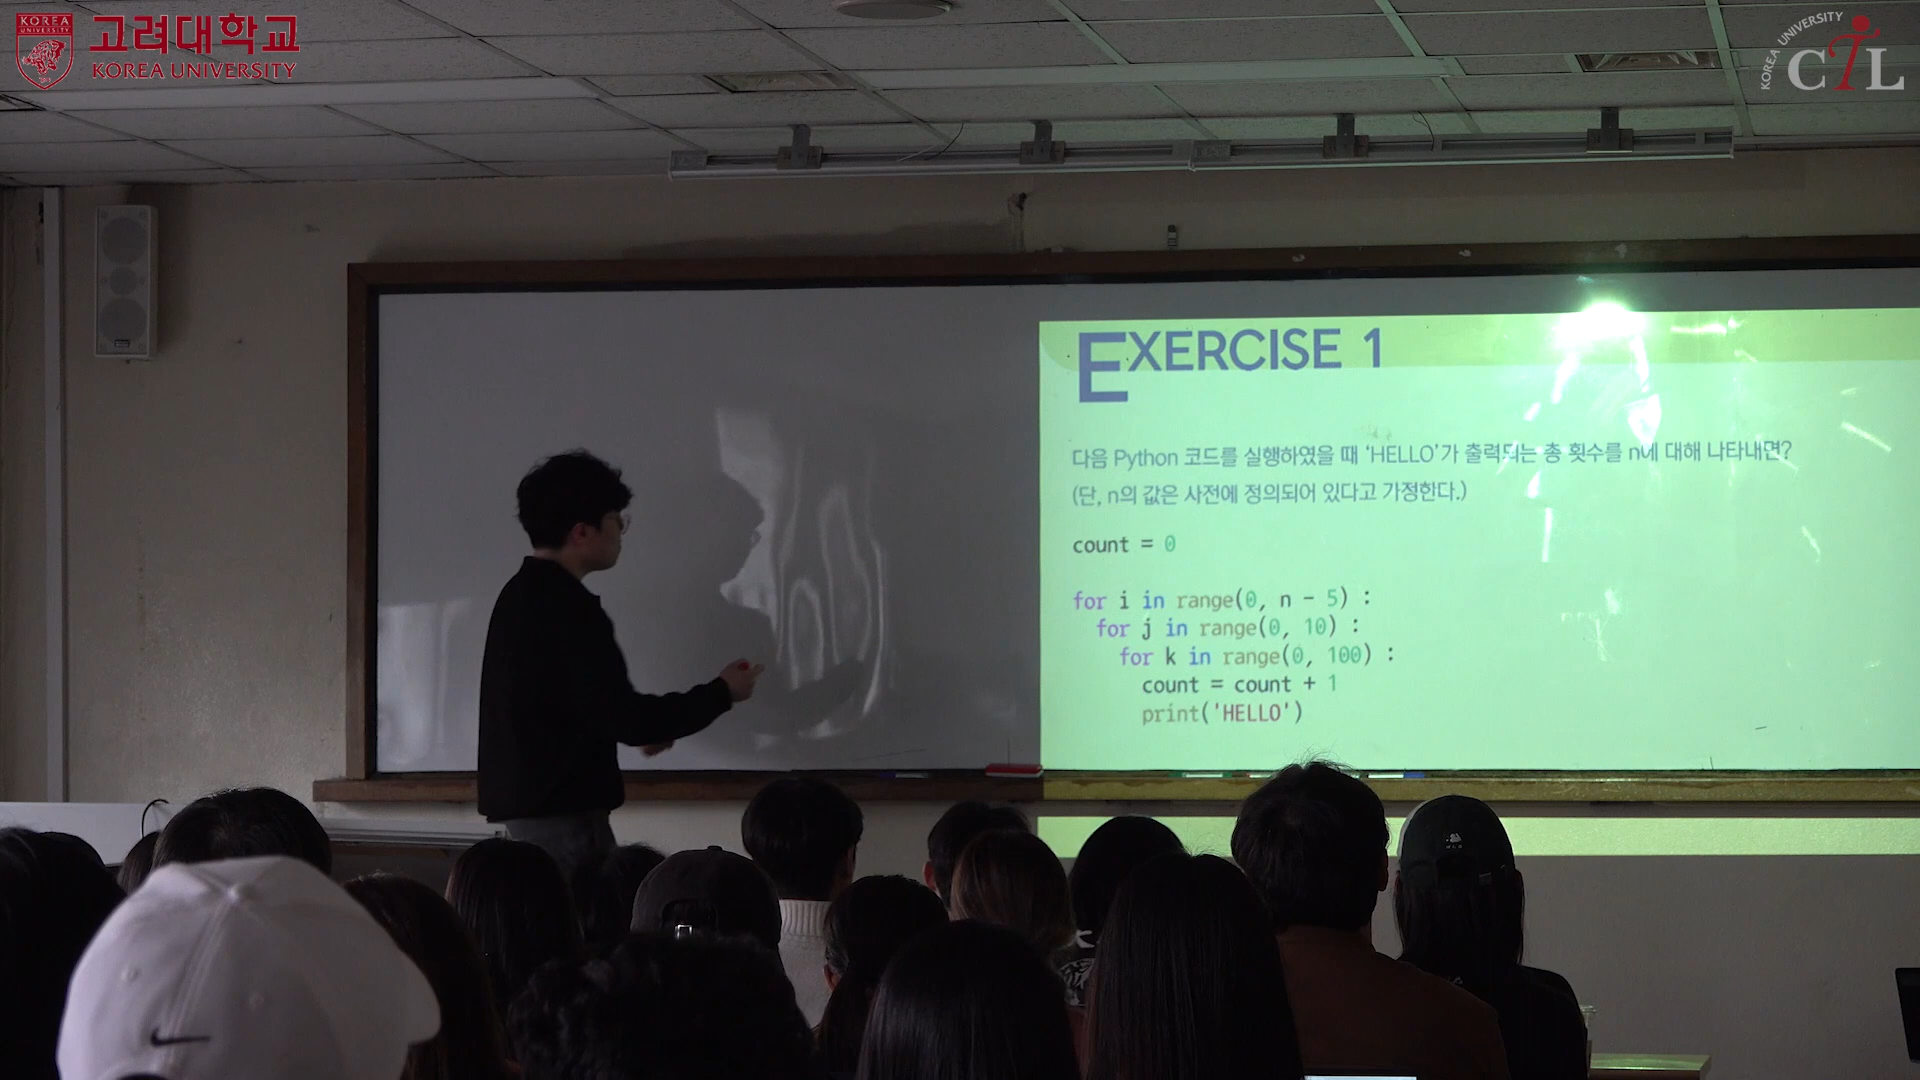 KOREA
UNIVERSITY
고려대학교
KOREA UNIVERSITY
KOREA UNIVERSITY
CTL
EXERCISE 1
다음 Python 코드를 실행하였을 때 ‘HELLO’가 출력되는 총 횟수를 n에 대해 나타내면?
(단, n의 값은 사전에 정의되어 있다고 가정한다.)
count = 0
for i in range(0, n - 5) :
for j in range(0, 10) :
for k in range(0, 100) :
count = count + 1
print('HELLO')